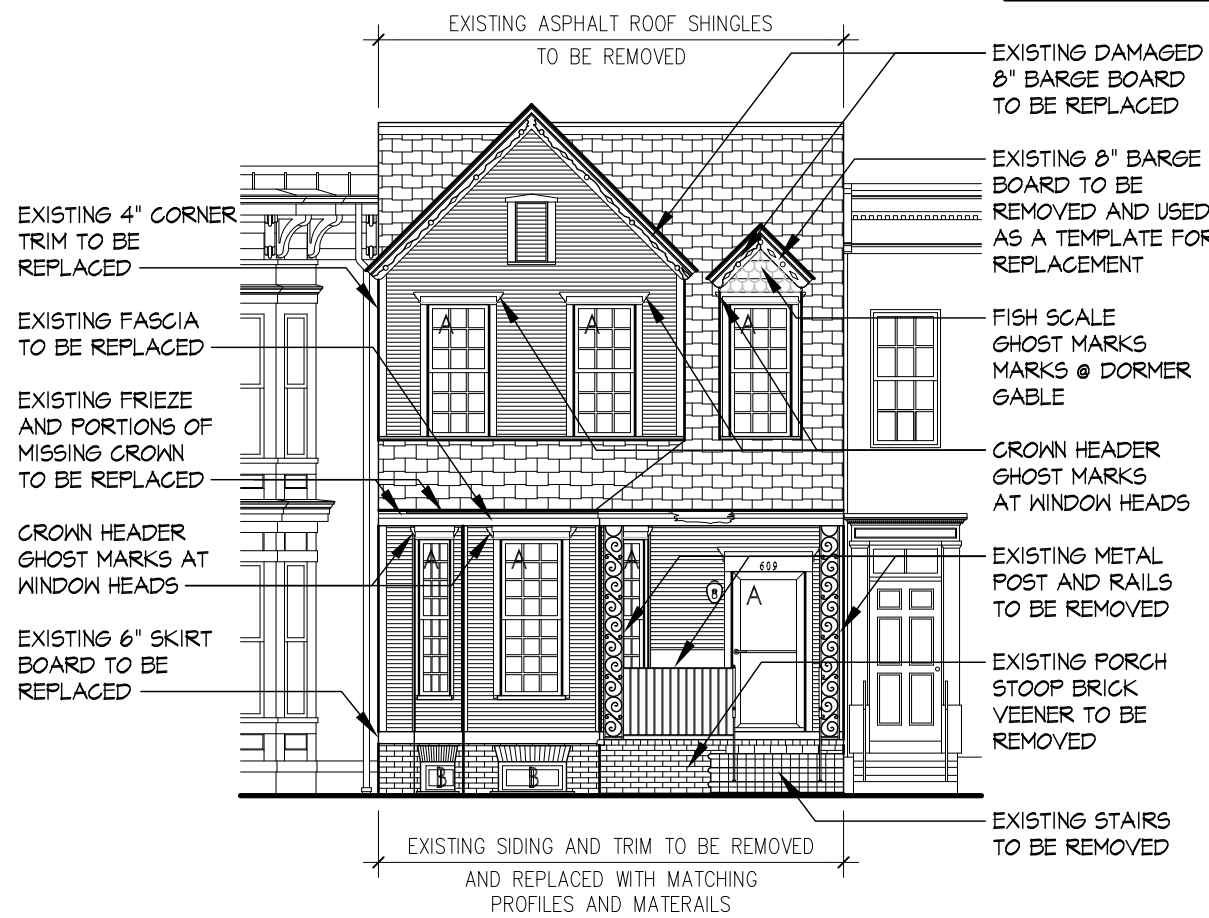 EXISTING ASPHALT ROOF SHINGLES
TO BE REMOVED
EXISTING DAMAGED
8" BARGE BOARD
TO BE REPLACED
EXISTING 8" BARGE
BOARD TO BE
REMOVED AND USED
AS A TEMPLATE FOR
REPLACEMENT
FISH SCALE
GHOST MARKS
MARKS @ DORMER
GABLE
CROWN HEADER
GHOST MARKS
AT WINDOW HEADS
EXISTING METAL
POST AND RAILS
TO BE REMOVED
EXISTING PORCH
STOOP BRICK
VEENER TO BE
REMOVED
EXISTING STAIRS
TO BE REMOVED
EXISTING 4" CORNER
TRIM TO BE
REPLACED
EXISTING FASCIA
TO BE REPLACED
EXISTING FRIEZE
AND PORTIONS OF
MISSING CROWN
TO BE REPLACED
CROWN HEADER
GHOST MARKS AT
WINDOW HEADS
EXISTING 6" SKIRT
BOARD TO BE
REPLACED
A
A
A
A
A
A
609
A
B
B
EXISTING SIDING AND TRIM TO BE REMOVED
AND REPLACED WITH MATCHING
PROFILES AND MATERAILS